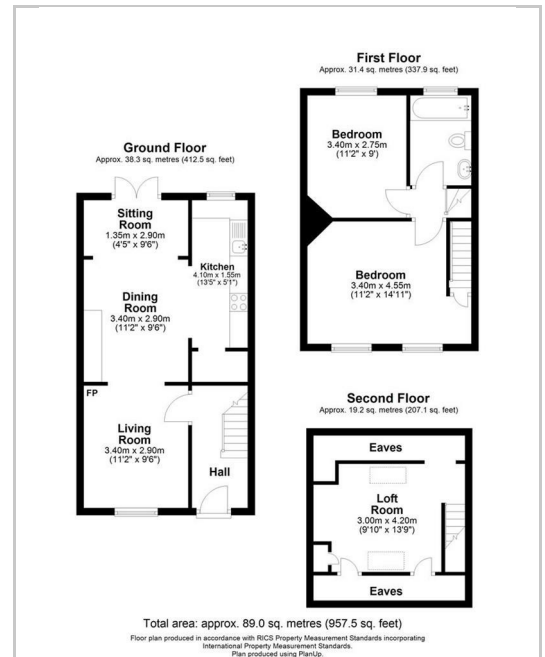 Ground Floor
Approx. 38.3 sq. metres (412.5 sq. feet)
Sitting
Room
1.35m x 2.90m
(4'5" x 9'6")
Kitchen
4.10m x 1.55m
(13'5" x 5'1")
Dining
Room
3.40m x 2.90m
(11'2" x 9'6")
FP
Living
Room
3.40m x 2.90m
(11'2" x 9'6")
Hall
First Floor
Approx. 31.4 sq. metres (337.9 sq. feet)
Bedroom
3.40m x 2.75m
(11'2" x 9')
Bedroom
3.40m x 4.55m
(11'2" x 14'11")
Second Floor
Approx. 19.2 sq. metres (207.1 sq. feet)
Eaves
Loft
Room
3.00m x 4.20m
(9'10" x 13'9")
Eaves
Total area: approx. 89.0 sq. metres (957.5 sq. feet)
Floor plan produced in accordance with RICS Property Measurement Standards incorporating
International Property Measurement Standards.
Plan produced using PlanUp.